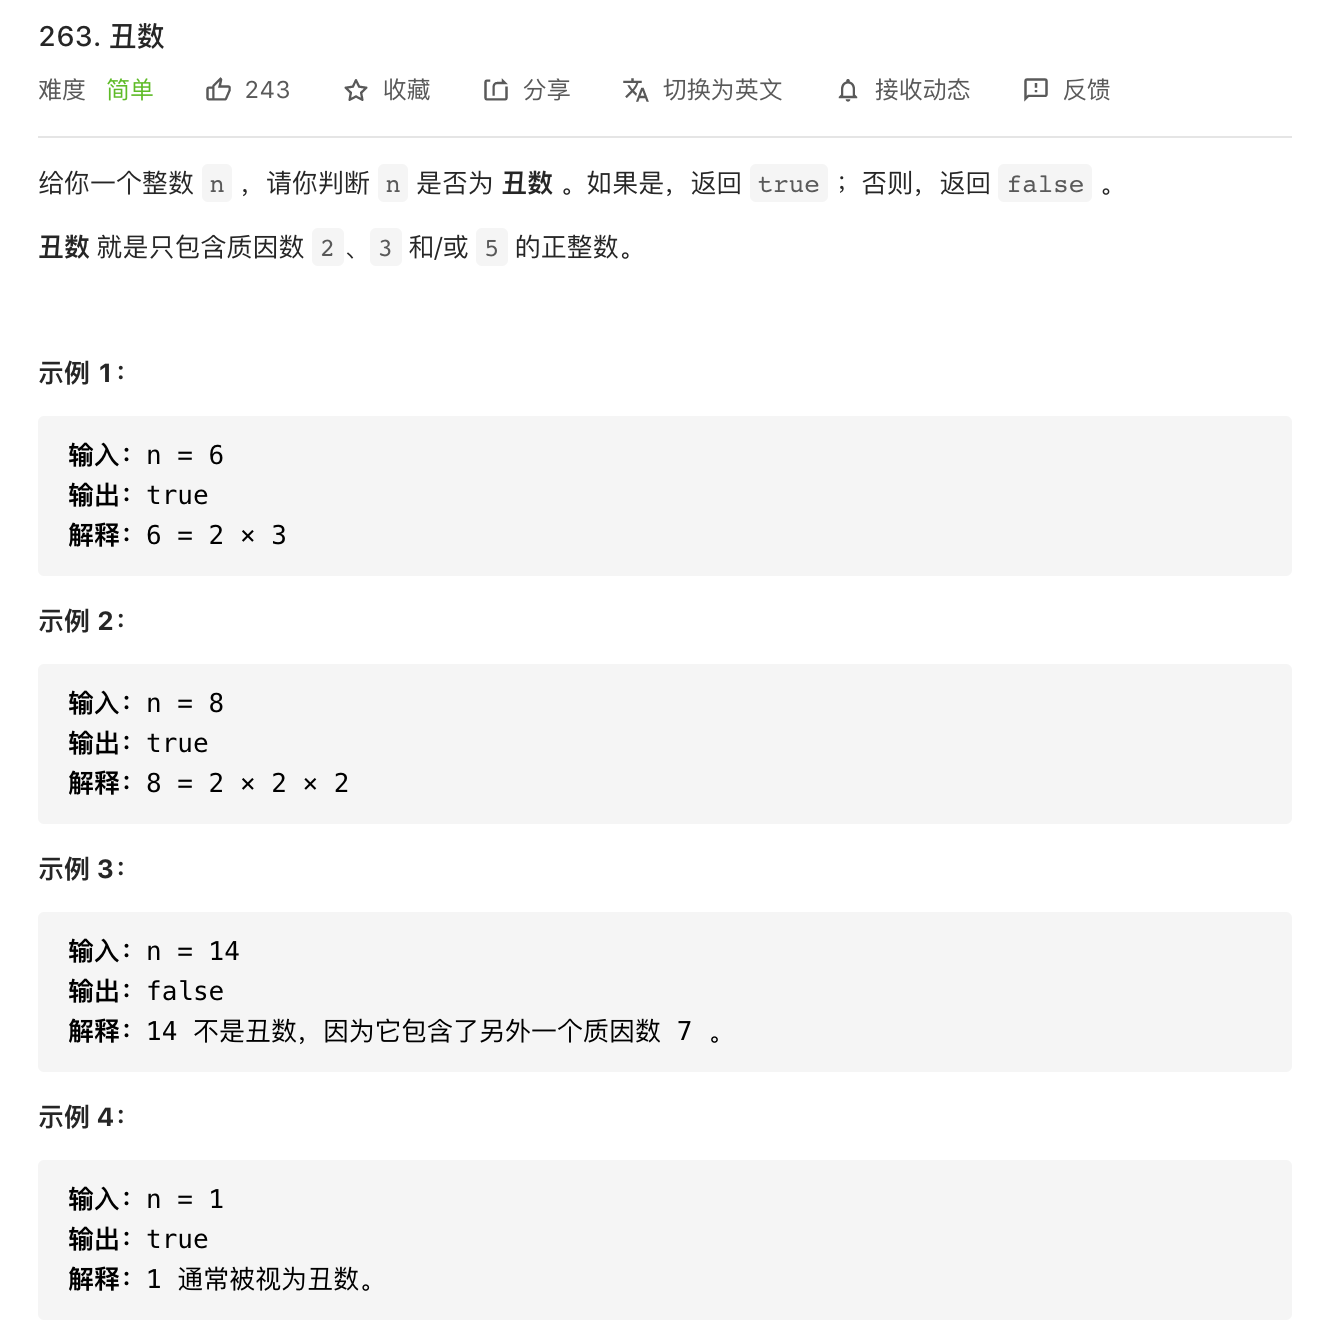 263. 丑数
难度 简单 243 收藏 分享 切换为英文 接收动态 反馈
给你一个整数 n ，请你判断 n 是否为 丑数 。如果是，返回 true ；否则，返回 false 。
丑数 就是只包含质因数 2、3 和/或 5 的正整数。
示例 1：
输入：n = 6
输出：true
解释：6 = 2 × 3
示例 2：
输入：n = 8
输出：true
解释：8 = 2 × 2 × 2
示例 3：
输入：n = 14
输出：false
解释：14 不是丑数，因为它包含了另外一个质因数 7 。
示例 4：
输入：n = 1
输出：true
解释：1 通常被视为丑数。